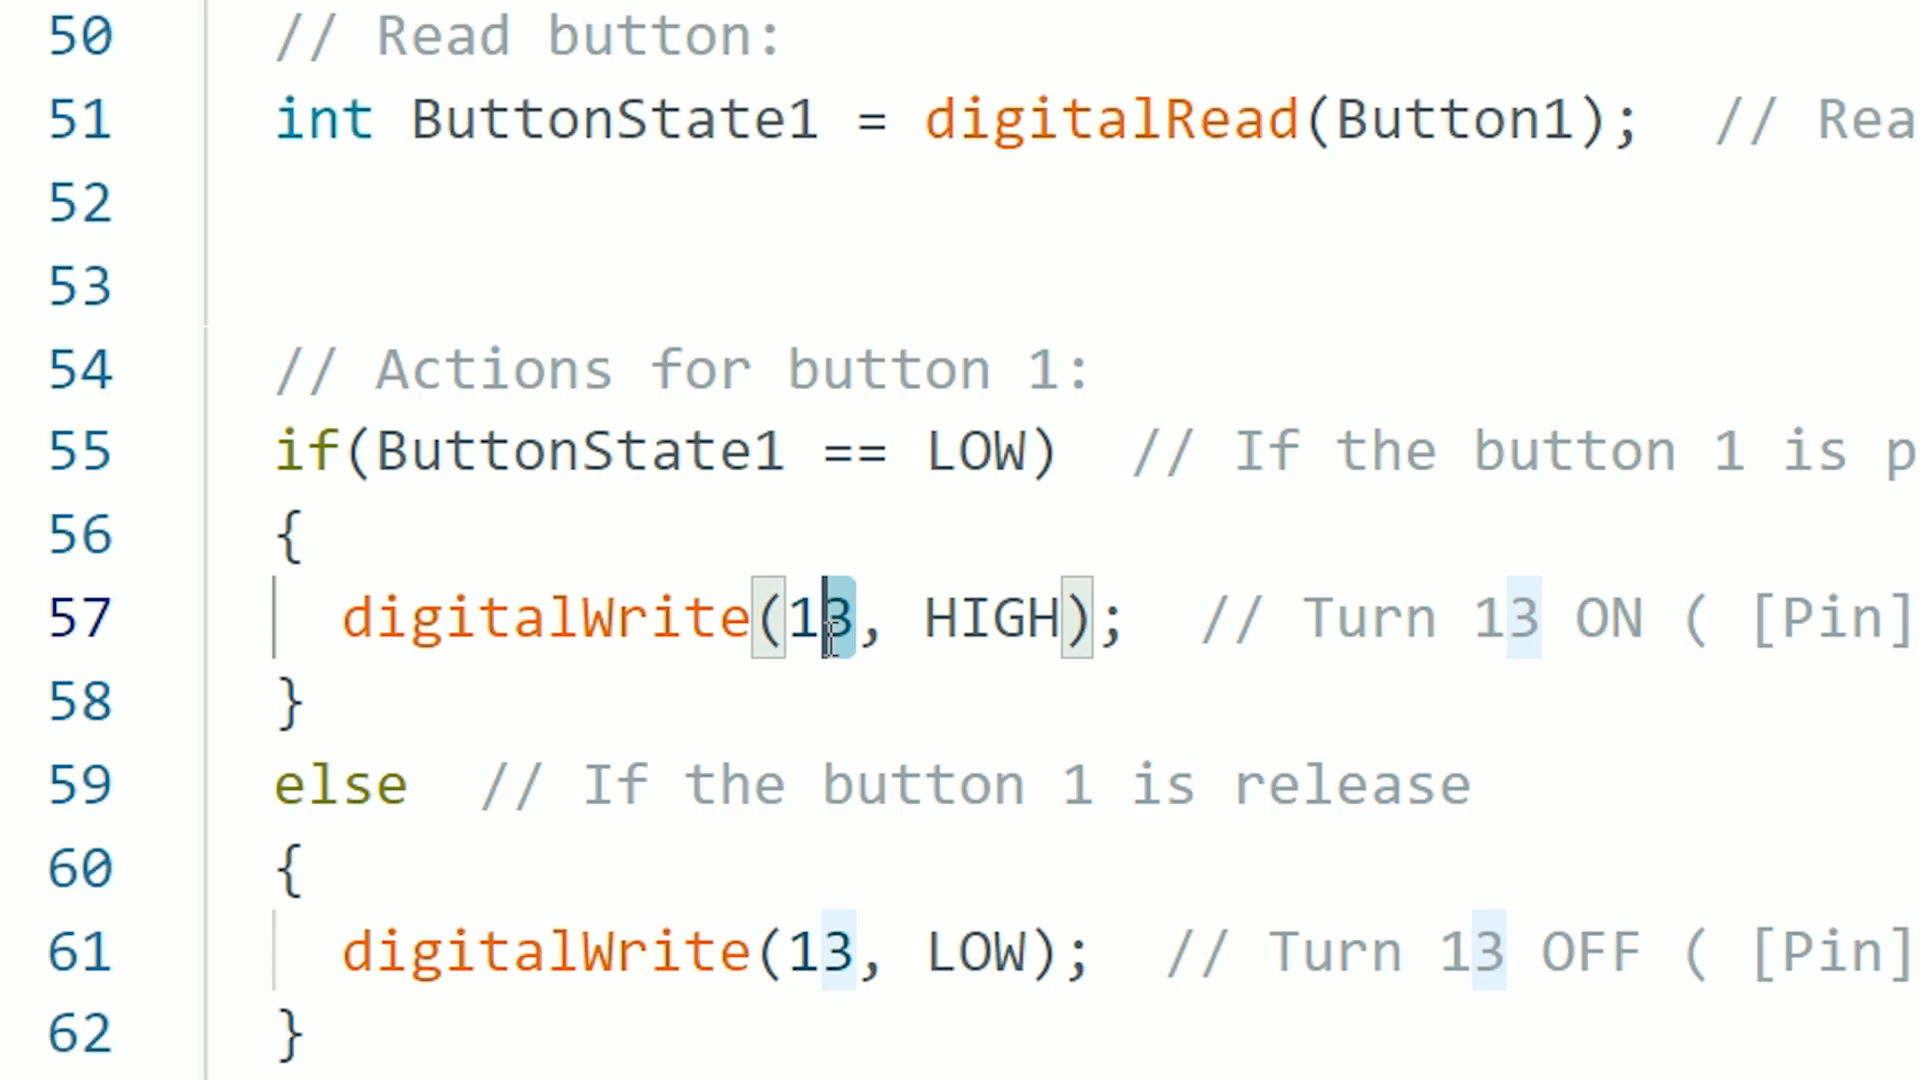 50 // Read button:
51 int ButtonState1 = digitalRead(Button1); // Rea
52
53
54 // Actions for button 1:
55 if(ButtonState1 == LOW) // If the button 1 is p
56 {
57 digitalWrite(13, HIGH); // Turn 13 ON ( [Pin]
58 }
59 else // If the button 1 is release
60 {
61 digitalWrite(13, LOW); // Turn 13 OFF ( [Pin]
62 }